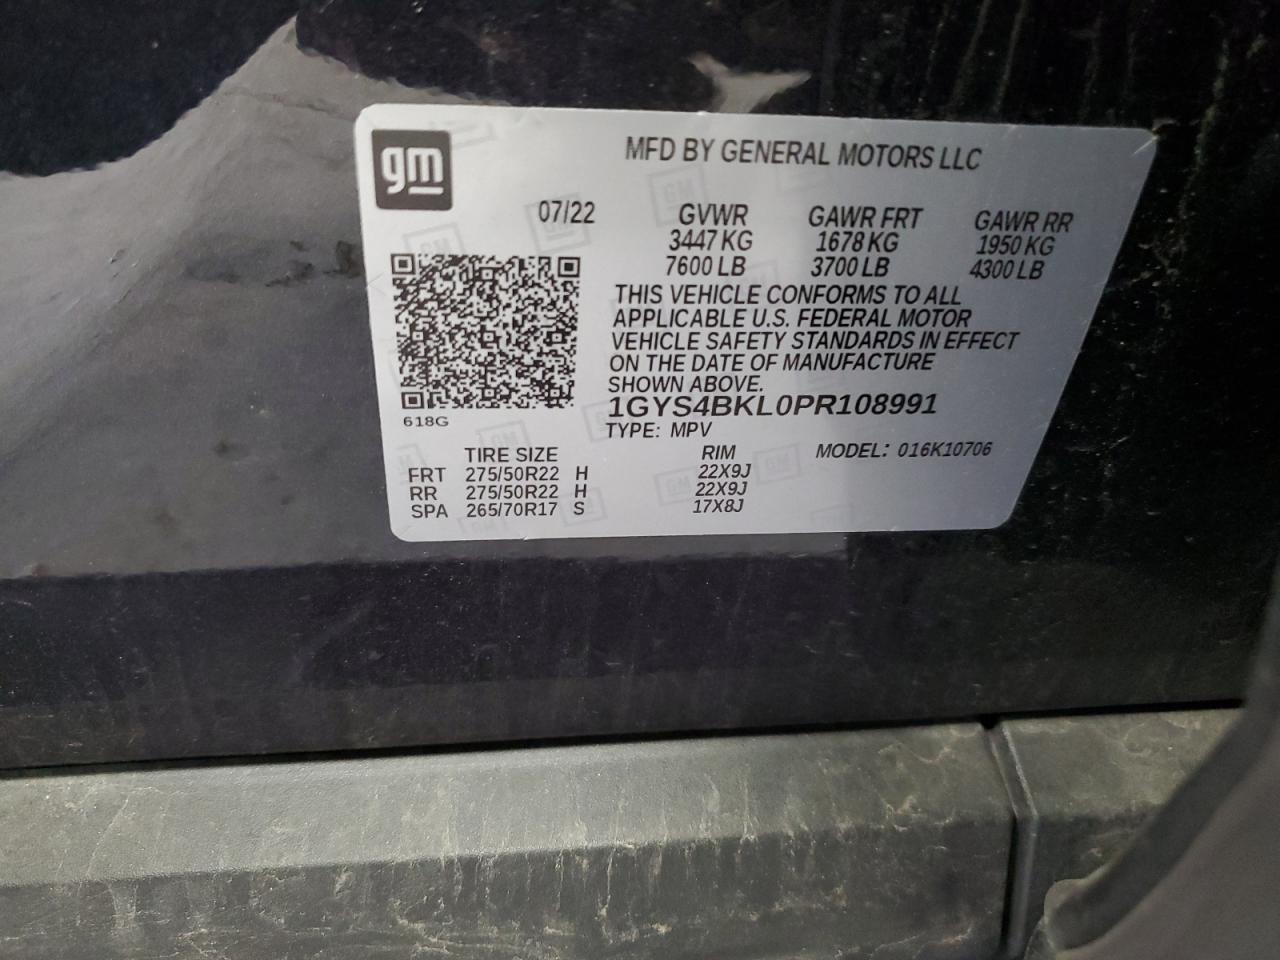 gm
MFD BY GENERAL MOTORS LLC
07/22 GVWR GAWR FRT GAWR RR
3447 KG 1678 KG 1950 KG
7600 LB 3700 LB 4300 LB
THIS VEHICLE CONFORMS TO ALL
APPLICABLE U.S. FEDERAL MOTOR
VEHICLE SAFETY STANDARDS IN EFFECT
ON THE DATE OF MANUFACTURE
SHOWN ABOVE.
1GYS4BKL0PR108991
618G
TYPE: MPV
TIRE SIZE RIM MODEL: 016K10706
FRT 275/50R22 H 22X9J
RR 275/50R22 H 22X9J
SPA 265/70R17 S 17X8J